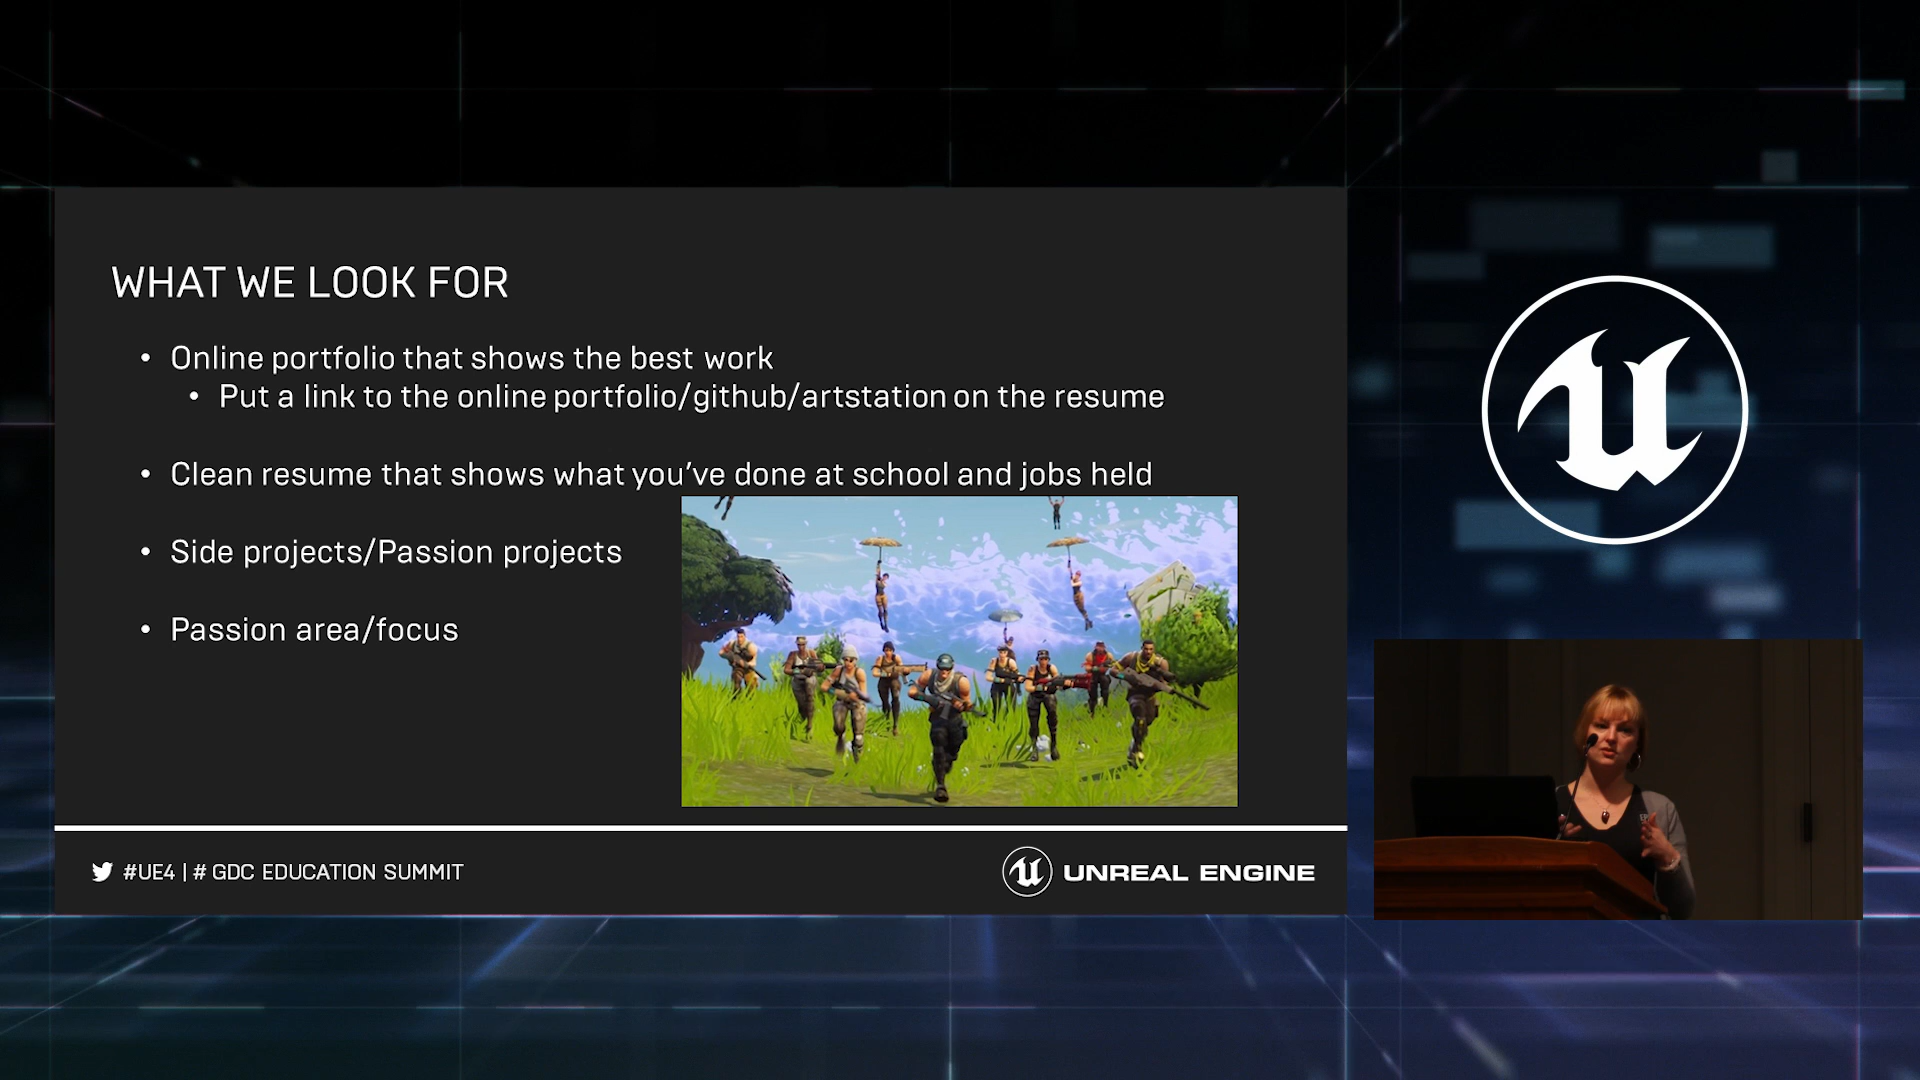 WHAT WE LOOK FOR
• Online portfolio that shows the best work
• Put a link to the online portfolio/github/artstation on the resume
• Clean resume that shows what you've done at school and jobs held
• Side projects/Passion projects
• Passion area/focus
#UE4 | # GDC EDUCATION SUMMIT
UNREAL ENGINE